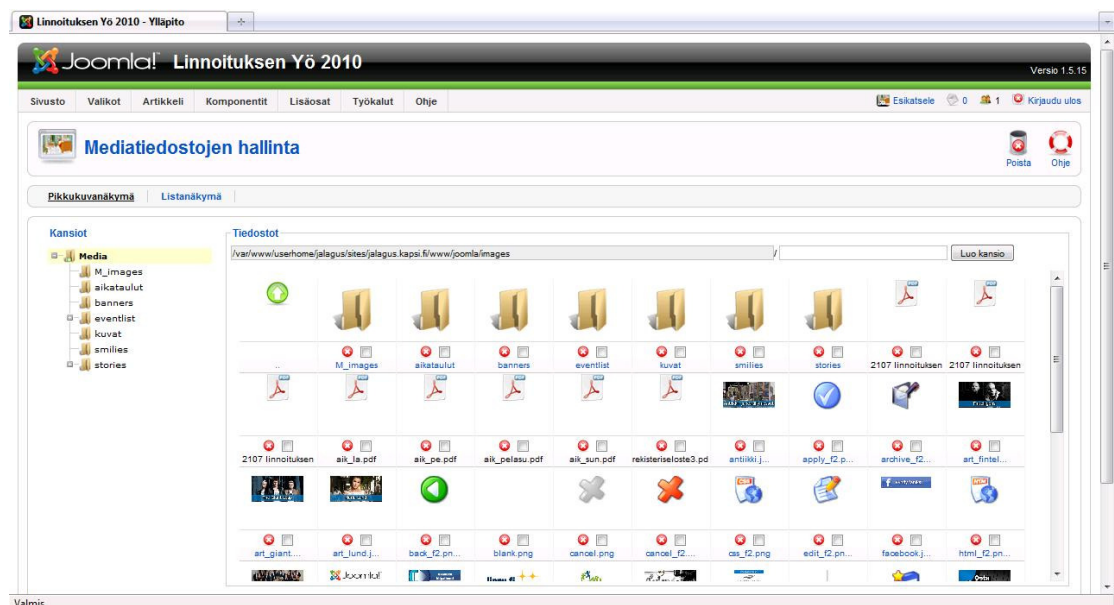 Linnoituksen Yö 2010 - Ylläpito
Joomla! Linnoituksen Yö 2010
Versio 1.5.15
Sivusto Valikot Artikkeli Komponentit Lisäosat Työkalut Ohje Esikatsele 0 1 Kirjaudu ulos
Mediatiedostojen hallinta
Poista Ohje
Pikkukuvanäkymä Listanäkymä
Kansiot
Media
M_images
aikataulut
banners
eventlist
kuvat
smilies
stories
Tiedostot
/var/www/userhome/jalagus/sites/jalagus.kapsi.fi/www/joomla/images / Luo kansio
.. M_images aikataulut banners eventlist kuvat smilies stories 2107 linnoituksen 2107 linnoituksen
2107 linnoituksen aik_la.pdf aik_pe.pdf aik_pelasu.pdf aik_sun.pdf rekisteriseloste3.pd antiikki.j... apply_f2.p... archive_f2... art_fintel...
art_giant.... art_lund.j... back_f2.pn... blank.png cancel.png cancel_f2.... css_f2.png edit_f2.pn... facebook.j... html_f2.pn...
Joomla!
Valmis